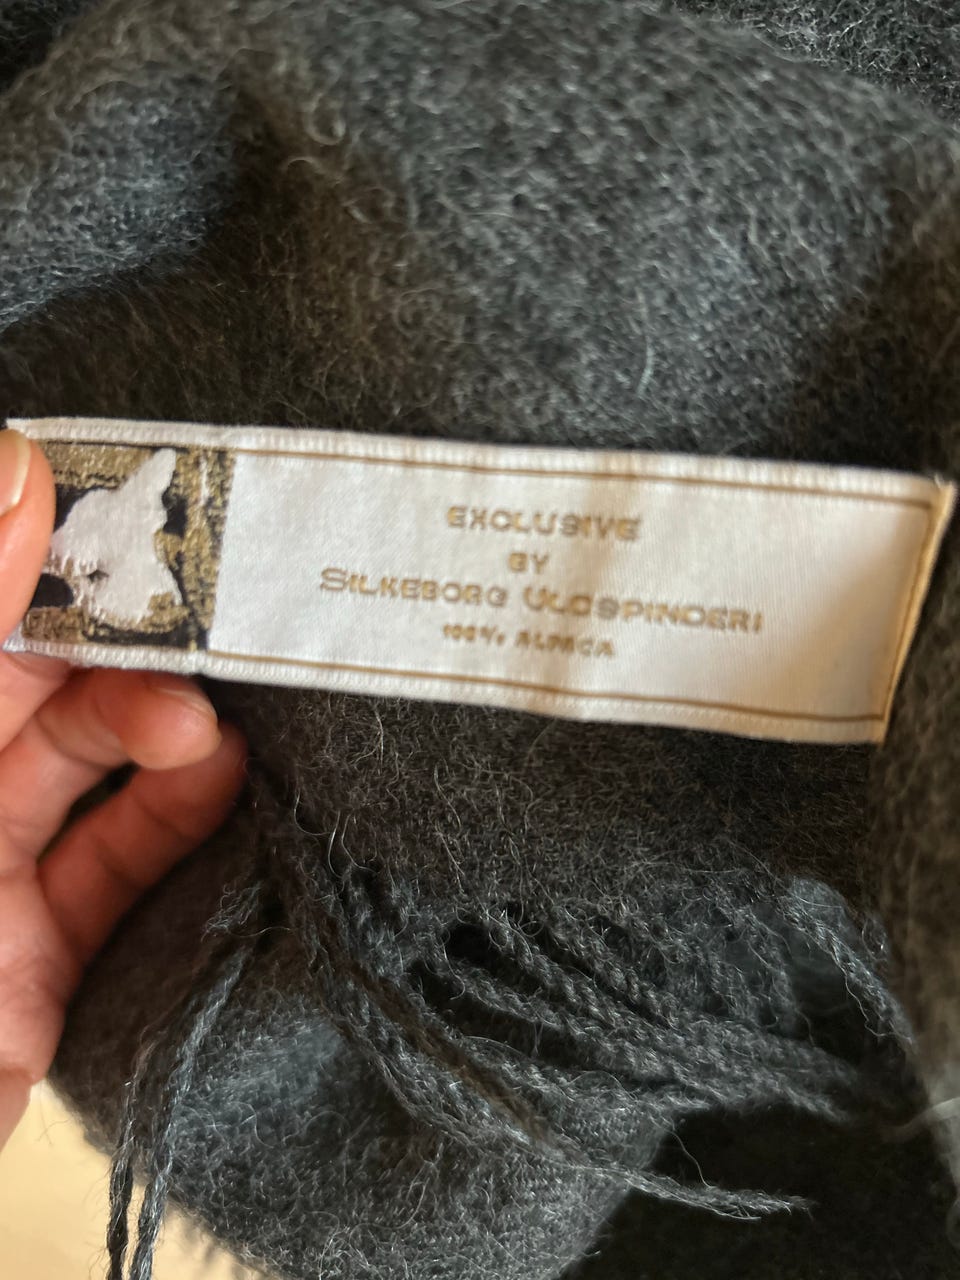 EXCLUSIVE
BY
SILKEBORG ULDSPINDERI
100% ALPACA